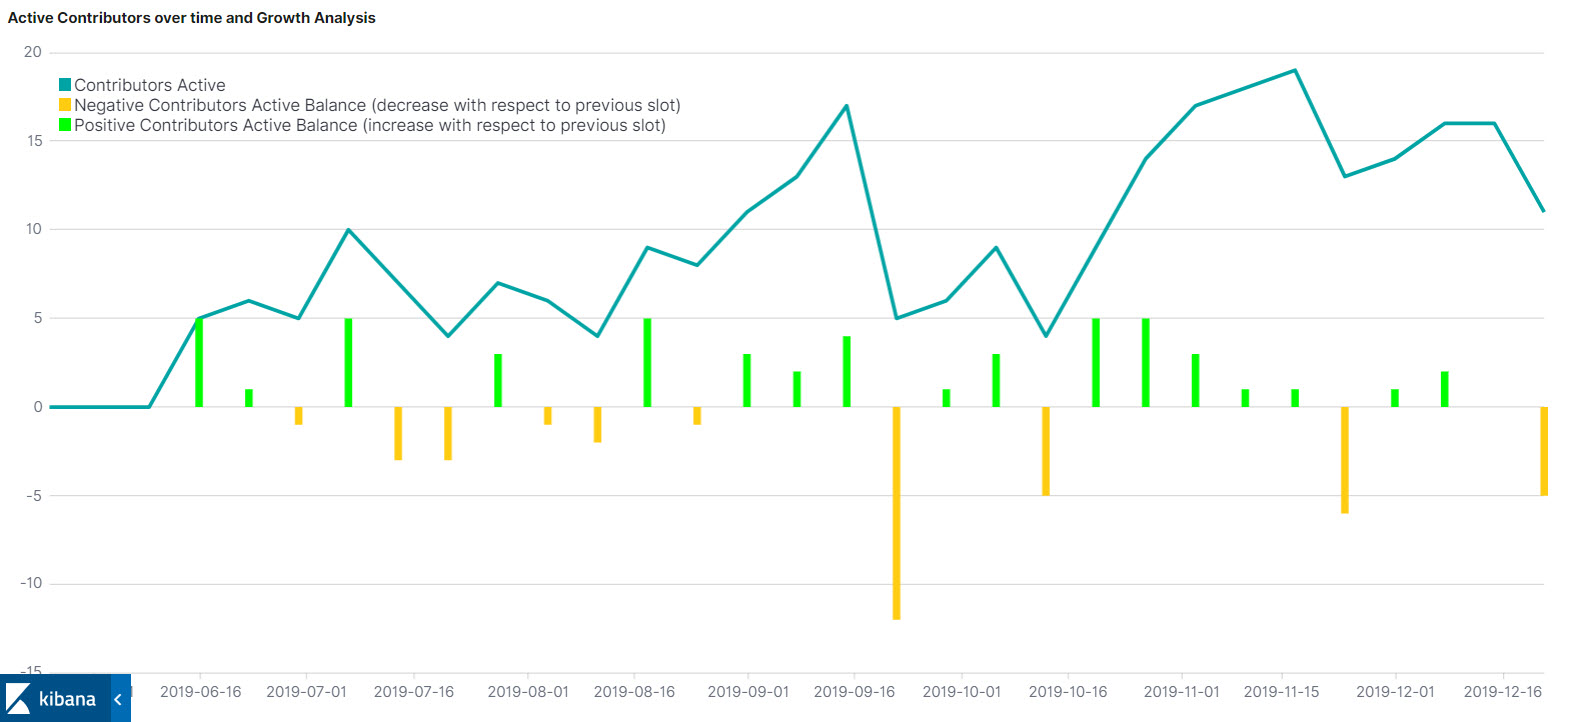 Active Contributors over time and Growth Analysis
20
Contributors Active
Negative Contributors Active Balance (decrease with respect to previous slot)
Positive Contributors Active Balance (increase with respect to previous slot)
15
10
5
0
-5
-10
-15
kibana
2019-06-16 2019-07-01 2019-07-16 2019-08-01 2019-08-16 2019-09-01 2019-09-16 2019-10-01 2019-10-16 2019-11-01 2019-11-15 2019-12-01 2019-12-16